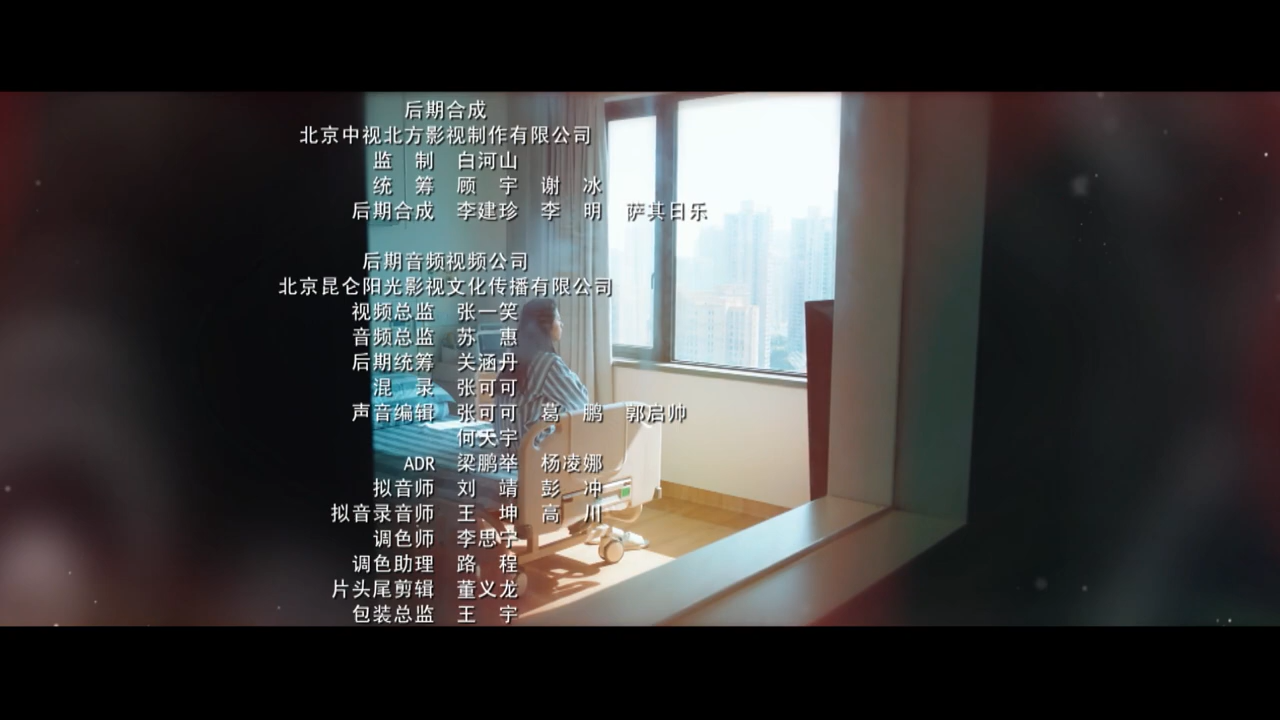 后期合成
北京中视北方影视制作有限公司
监 制 白河山
统 筹 顾 宇 谢 冰
后期合成 李建珍 李 明 萨其日乐
后期音频视频公司
北京昆仑阳光影视文化传播有限公司
视频总监 张一笑
音频总监 苏 惠
后期统筹 关涵丹
混 录 张可可
声音编辑 张可可 葛 鹏 郭启帅
何天宇
ADR 梁鹏举 杨凌娜
拟音师 刘 靖 彭 冲
拟音录音师 王 坤 高 川
调色师 李思宇
调色助理 路 程
片头尾剪辑 董义龙
包装总监 王 宇